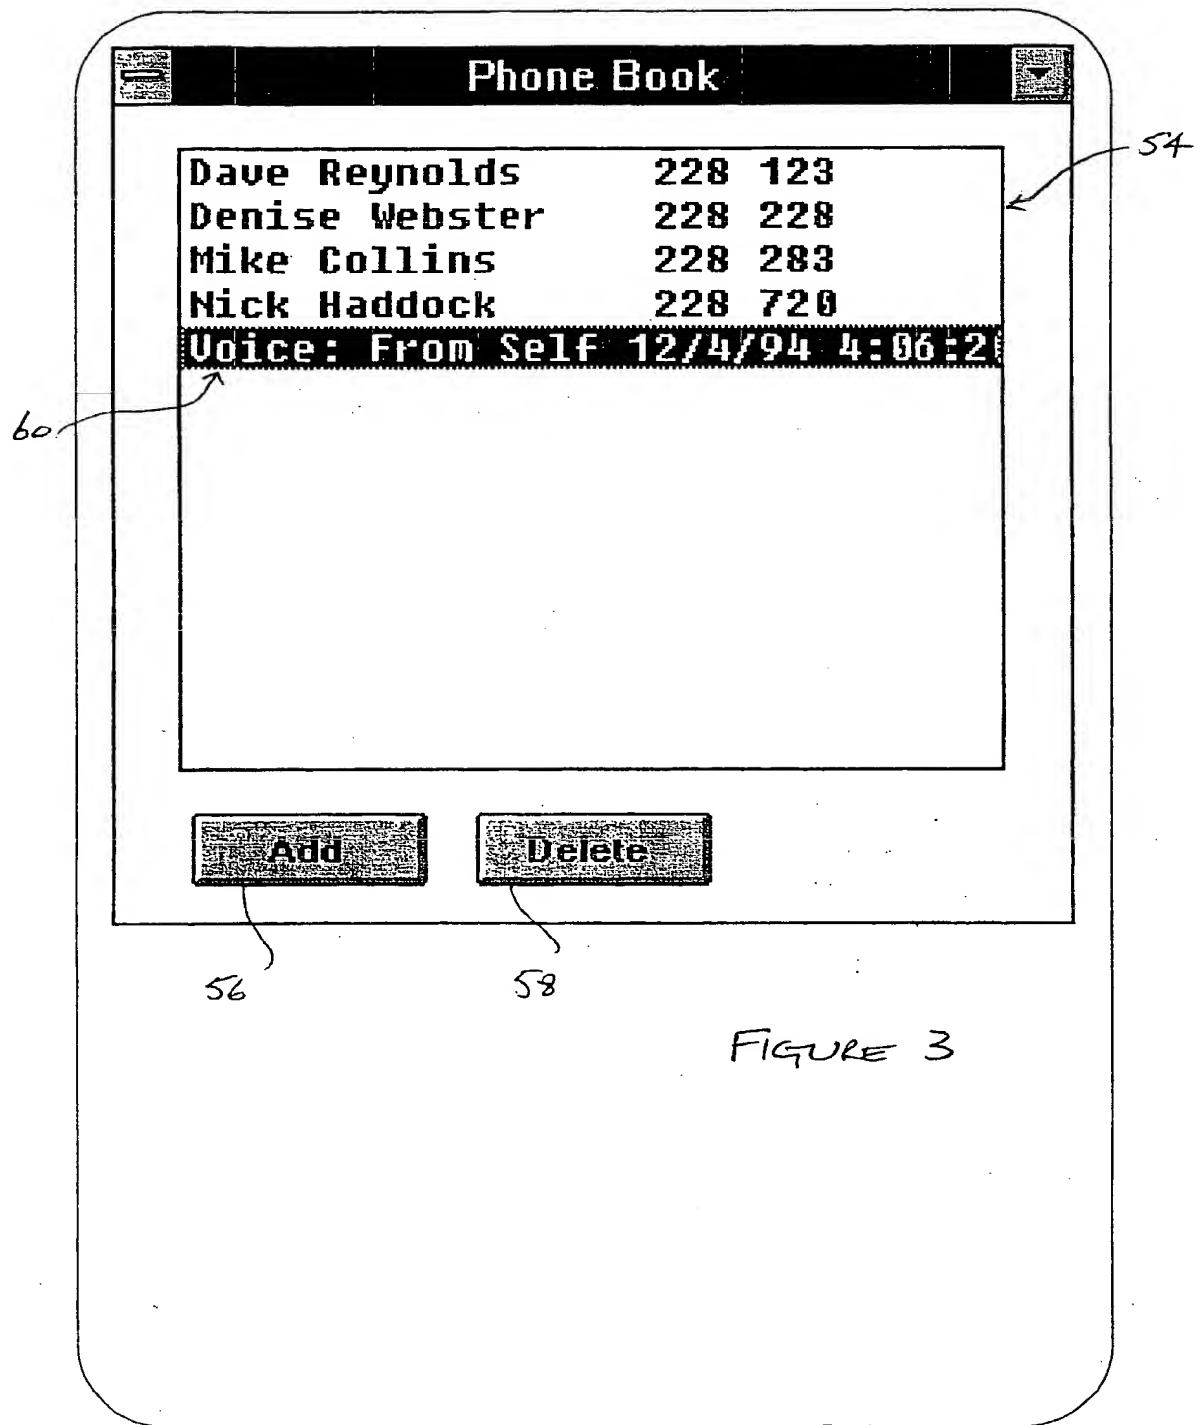 Phone Book
54
Dave Reynolds 228 123
Denise Webster 228 228
Mike Collins 228 283
Nick Haddock 228 720
Voice: From Self 12/4/94 4:06:2
60
Add Delete
56 58
FIGURE 3